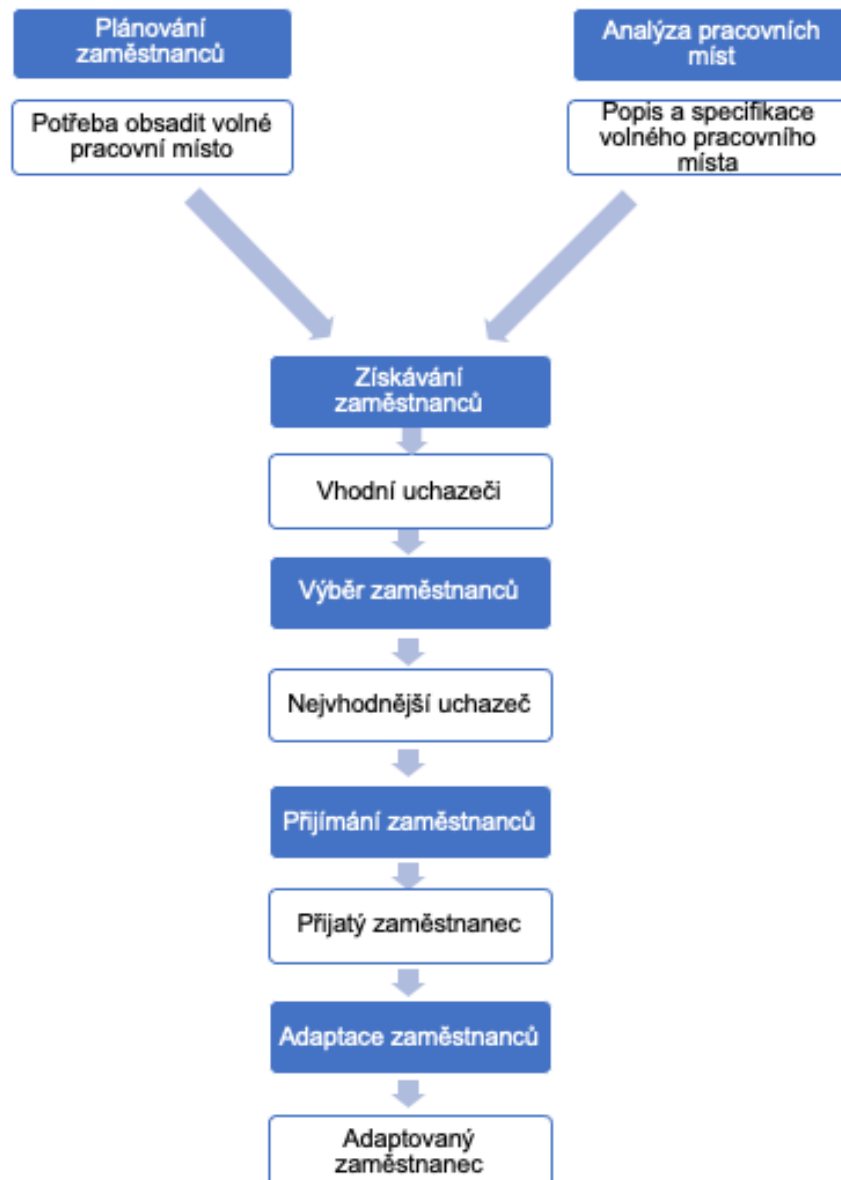 Plánování
zaměstnanců
Analýza pracovních
míst
Potřeba obsadit volné
pracovní místo
Popis a specifikace
volného pracovního
místa
Získávání
zaměstnanců
Vhodní uchazeči
Výběr zaměstnanců
Nejvhodnější uchazeč
Přijímání zaměstnanců
Přijatý zaměstnanec
Adaptace zaměstnanců
Adaptovaný
zaměstnanec